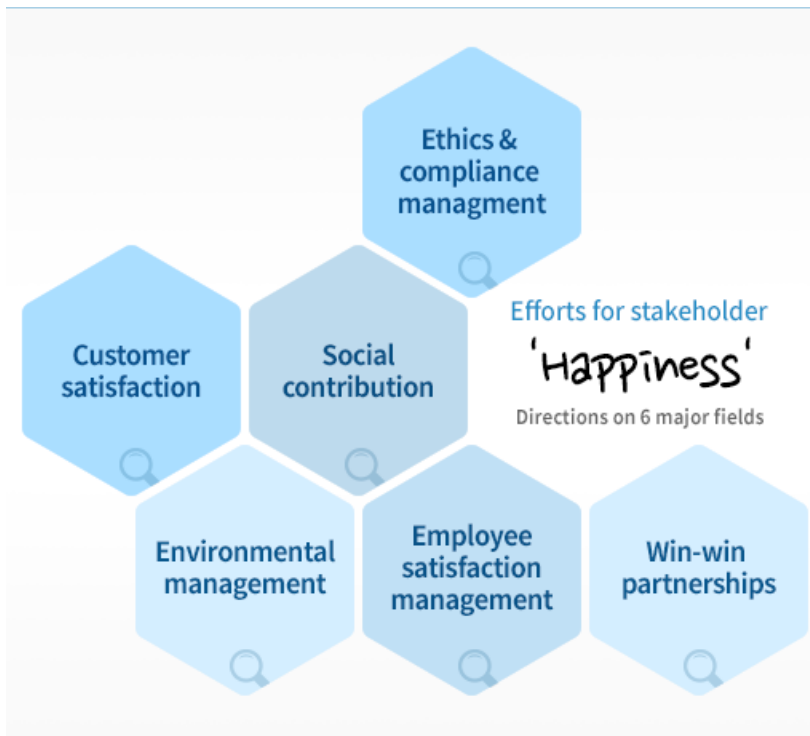 Ethics &
compliance
managment
Customer
satisfaction
Social
contribution
Efforts for stakeholder
'Happiness'
Directions on 6 major fields
Environmental
management
Employee
satisfaction
management
Win-win
partnerships